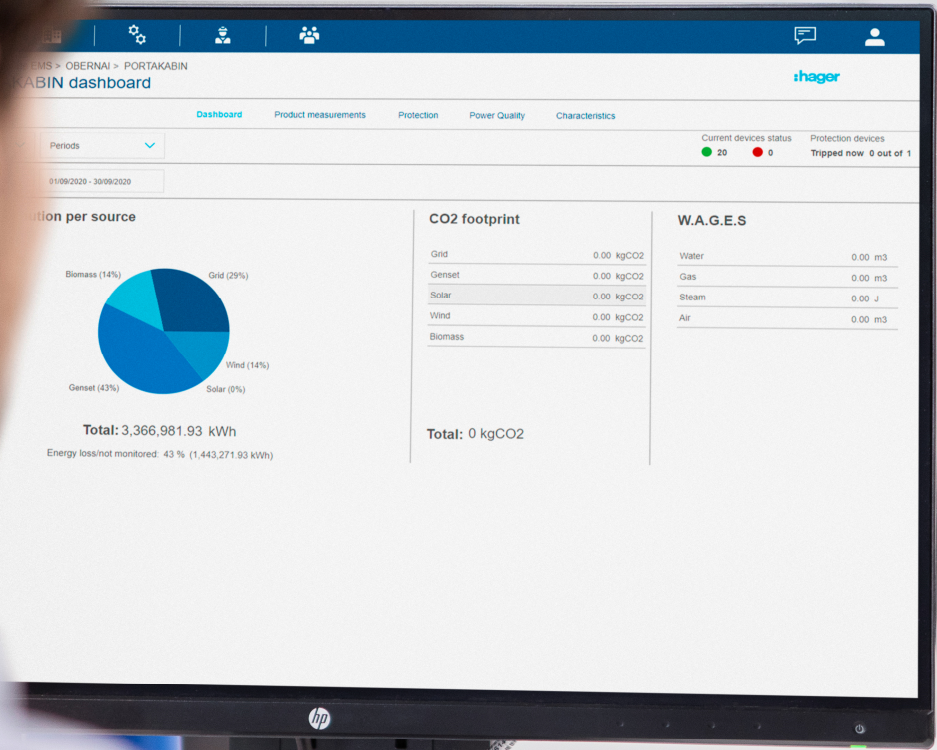 EMS > OBERNAI > PORTAKABIN
KABIN dashboard
:hager
Dashboard Product measurements Protection Power Quality Characteristics
Periods
Current devices status Protection devices
20 0 Tripped now 0 out of 1
01/09/2020 - 30/09/2020
per source
CO2 footprint
W.A.G.E.S
Biomass (14%)
Grid (29%)
Wind (14%)
Genset (43%)
Solar (0%)
Total: 3,366,981.93 kWh
Energy loss/not monitored: 43 % (1,443,271.93 kWh)
Grid 0.00 kgCO2
Genset 0.00 kgCO2
Solar 0.00 kgCO2
Wind 0.00 kgCO2
Biomass 0.00 kgCO2
Total: 0 kgCO2
Water 0.00 m3
Gas 0.00 m3
Steam 0.00 J
Air 0.00 m3
hp